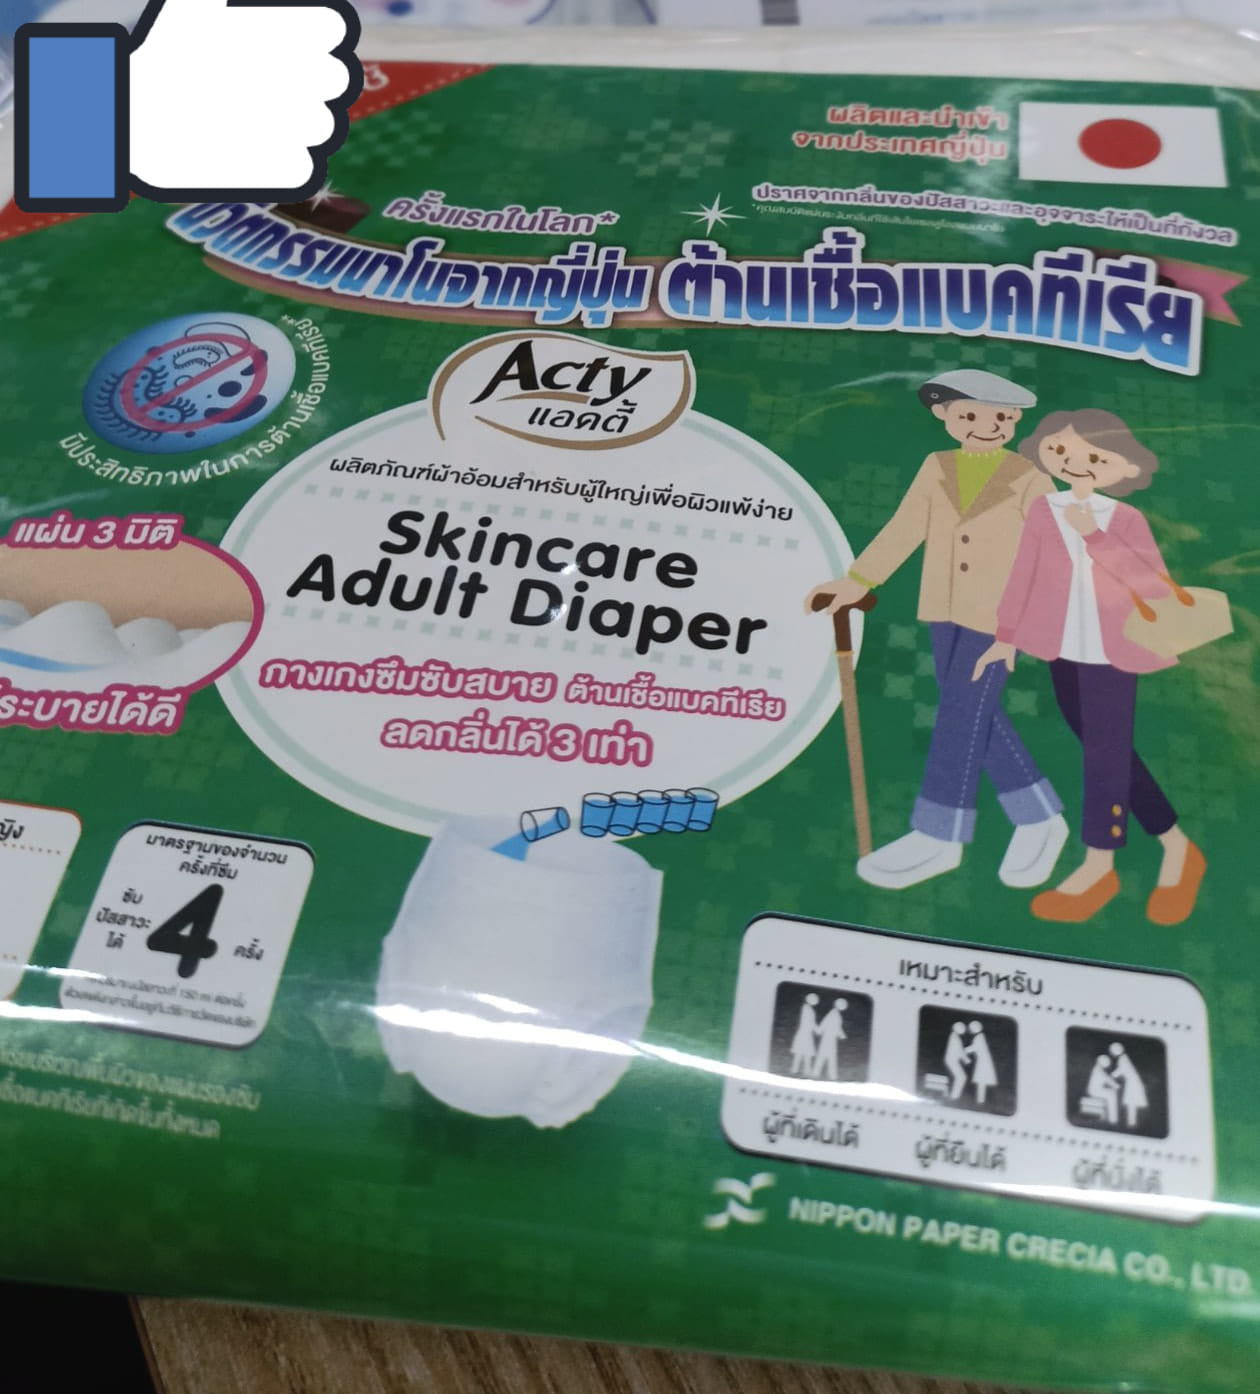 ผลิตและนำเข้า
จากประเทศญี่ปุ่น
ครั้งแรกในโลก*
ปราศจากกลิ่นของปัสสาวะและอุจจาระให้เป็นที่กังวล
นวัตกรรมนาโนจากญี่ปุ่น ต้านเชื้อแบคทีเรีย
มีประสิทธิภาพในการต้านเชื้อแบคทีเรีย**
Acty
แอคตี้
ผลิตภัณฑ์ผ้าอ้อมสำหรับผู้ใหญ่เพื่อผิวแพ้ง่าย
Skincare
Adult Diaper
กางเกงซึมซับสบาย ต้านเชื้อแบคทีเรีย
ลดกลิ่นได้ 3 เท่า
แผ่น 3 มิติ
ระบายได้ดี
มาตรฐานของจำนวน
ครั้งที่ซึม
ซับ
ปัสสาวะ
ได้
4 ครั้ง
เหมาะสำหรับ
ผู้ที่เดินได้
ผู้ที่ยืนได้
ผู้ที่นั่งได้
NIPPON PAPER CRECIA CO., LTD.